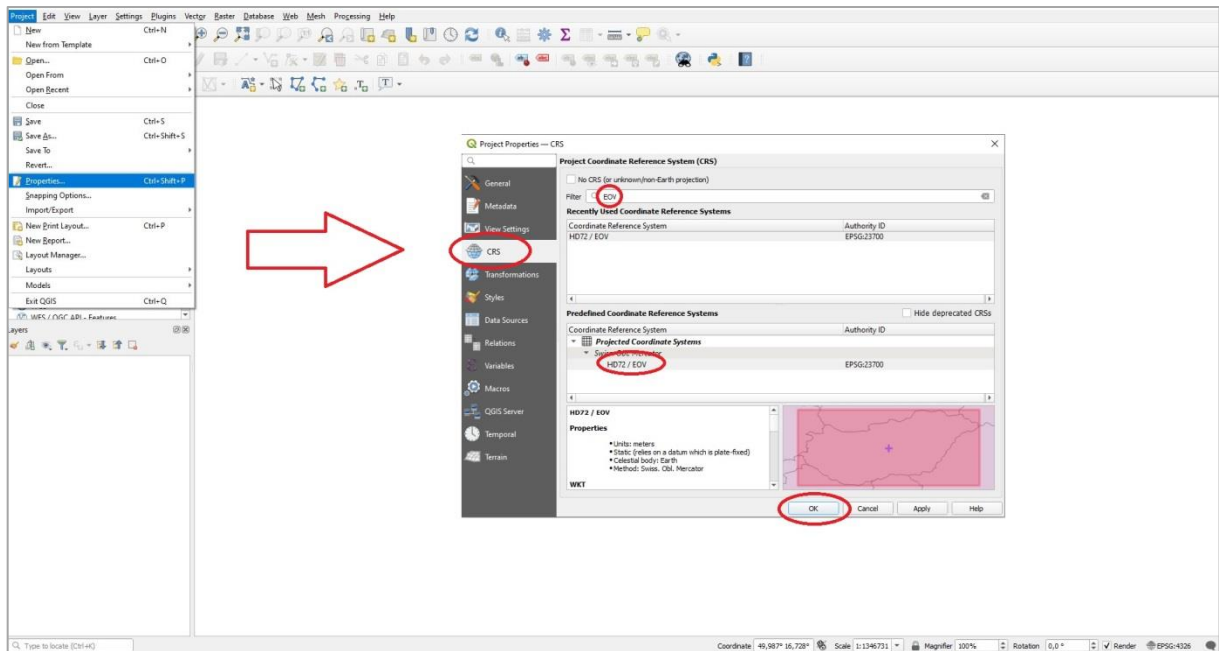 Project Edit View Layer Settings Plugins Vector Raster Database Web Mesh Processing Help
New Ctrl+N
New from Template
Open... Ctrl+O
Open From
Open Recent
Close
Save Ctrl+S
Save As... Ctrl+Shift+S
Save To
Revert...
Properties... Ctrl+Shift+P
Snapping Options...
Import/Export
New Print Layout... Ctrl+P
New Report...
Layout Manager...
Layouts
Models
Exit QGIS Ctrl+Q
WFS / OGC API - Features
Layers
Project Properties — CRS
General
Metadata
View Settings
CRS
Transformations
Styles
Data Sources
Relations
Variables
Macros
QGIS Server
Temporal
Terrain
Project Coordinate Reference System (CRS)
No CRS (or unknown/non-Earth projection)
Filter EOV
Recently Used Coordinate Reference Systems
Coordinate Reference System Authority ID
HD72 / EOV EPSG:23700
Predefined Coordinate Reference Systems Hide deprecated CRSs
Coordinate Reference System Authority ID
Projected Coordinate Systems
Swiss. Obl. Mercator
HD72 / EOV EPSG:23700
HD72 / EOV
Properties
•Units: meters
•Static (relies on a datum which is plate-fixed)
•Celestial body: Earth
•Method: Swiss. Obl. Mercator
WKT
OK Cancel Apply Help
Type to locate (Ctrl+K) Coordinate 49,987° 16,728° Scale 1:1346731 Magnifier 100% Rotation 0,0 ° Render EPSG:4326